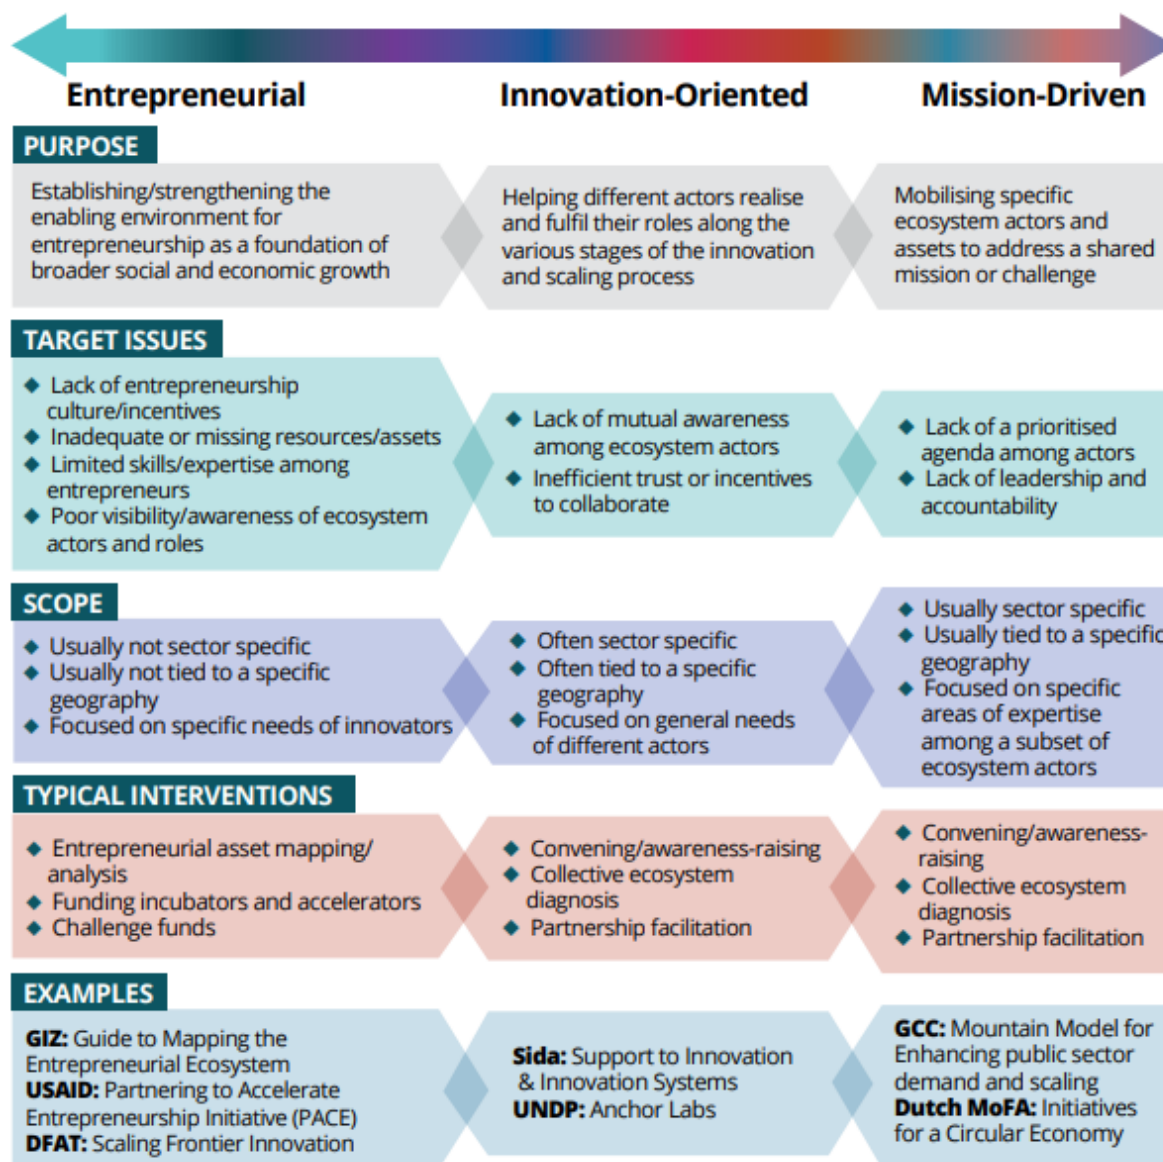 Entrepreneurial
Innovation-Oriented
Mission-Driven
PURPOSE
Establishing/strengthening the
enabling environment for
entrepreneurship as a foundation of
broader social and economic growth
Helping different actors realise
and fulfil their roles along the
various stages of the innovation
and scaling process
Mobilising specific
ecosystem actors and
assets to address a shared
mission or challenge
TARGET ISSUES
◆ Lack of entrepreneurship
culture/incentives
◆ Inadequate or missing resources/assets
◆ Limited skills/expertise among
entrepreneurs
◆ Poor visibility/awareness of ecosystem
actors and roles
◆ Lack of mutual awareness
among ecosystem actors
◆ Inefficient trust or incentives
to collaborate
◆ Lack of a prioritised
agenda among actors
◆ Lack of leadership and
accountability
SCOPE
◆ Usually not sector specific
◆ Usually not tied to a specific
geography
◆ Focused on specific needs of innovators
◆ Often sector specific
◆ Often tied to a specific
geography
◆ Focused on general needs
of different actors
◆ Usually sector specific
◆ Usually tied to a specific
geography
◆ Focused on specific
areas of expertise
among a subset of
ecosystem actors
TYPICAL INTERVENTIONS
◆ Entrepreneurial asset mapping/
analysis
◆ Funding incubators and accelerators
◆ Challenge funds
◆ Convening/awareness-raising
◆ Collective ecosystem
diagnosis
◆ Partnership facilitation
◆ Convening/awareness-
raising
◆ Collective ecosystem
diagnosis
◆ Partnership facilitation
EXAMPLES
GIZ: Guide to Mapping the
Entrepreneurial Ecosystem
USAID: Partnering to Accelerate
Entrepreneurship Initiative (PACE)
DFAT: Scaling Frontier Innovation
Sida: Support to Innovation
& Innovation Systems
UNDP: Anchor Labs
GCC: Mountain Model for
Enhancing public sector
demand and scaling
Dutch MoFA: Initiatives
for a Circular Economy